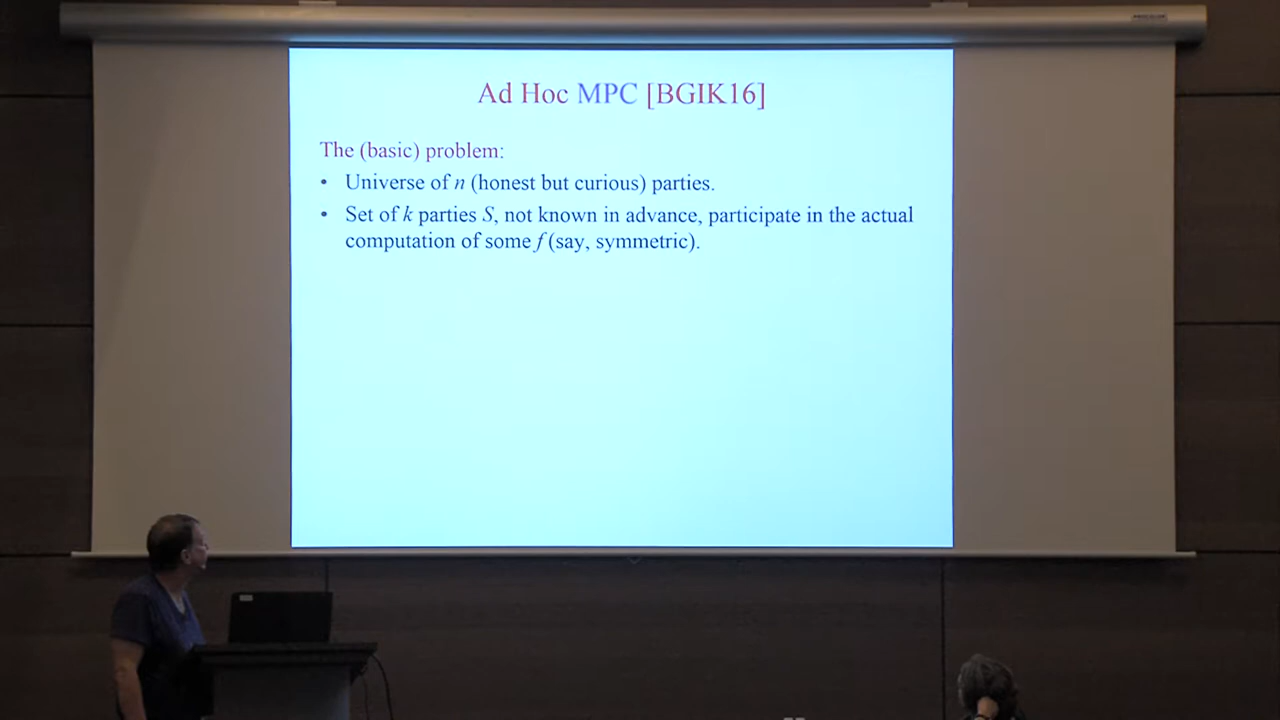 Ad Hoc MPC [BGIK16]
The (basic) problem:
• Universe of n (honest but curious) parties.
• Set of k parties S, not known in advance, participate in the actual
computation of some f (say, symmetric).